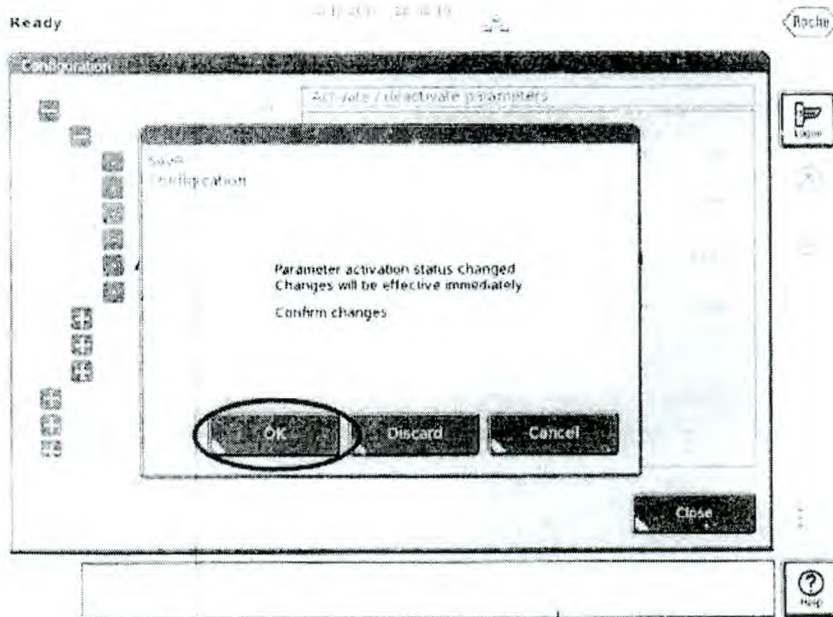 Ready
Roche
Configuration
Activate / deactivate parameters
Save
Configuration
Parameter activation status changed
Changes will be effective immediately
Confirm changes
OK
Discard
Cancel
Close
Help